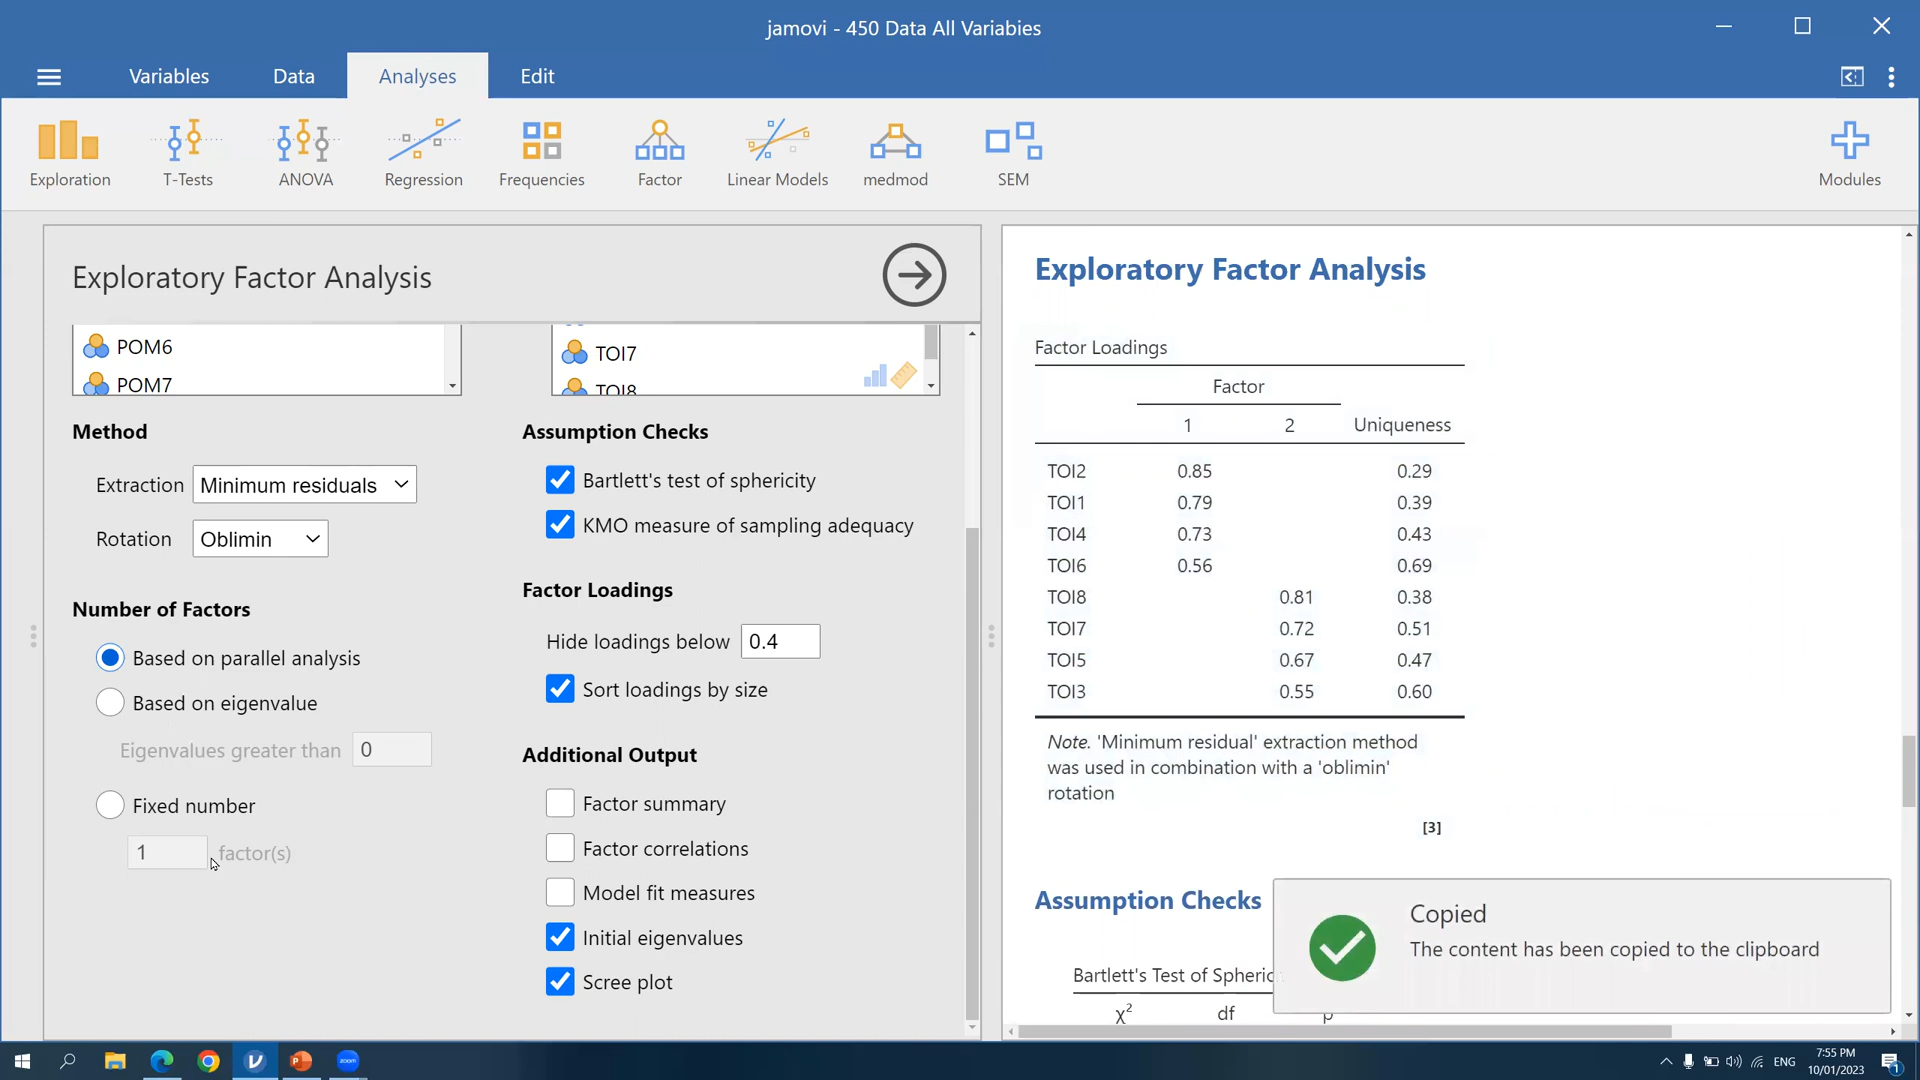 jamovi - 450 Data All Variables
Variables Data Analyses Edit
Exploration T-Tests ANOVA Regression Frequencies Factor Linear Models medmod SEM Modules
Exploratory Factor Analysis
POM6
POM7
TOI7
TOI8
Method
Extraction Minimum residuals
Rotation Oblimin
Number of Factors
Based on parallel analysis
Based on eigenvalue
Eigenvalues greater than 0
Fixed number
1 factor(s)
Assumption Checks
Bartlett's test of sphericity
KMO measure of sampling adequacy
Factor Loadings
Hide loadings below 0.4
Sort loadings by size
Additional Output
Factor summary
Factor correlations
Model fit measures
Initial eigenvalues
Scree plot
Exploratory Factor Analysis
Factor Loadings
Factor
1 2 Uniqueness
TOI2 0.85 0.29
TOI1 0.79 0.39
TOI4 0.73 0.43
TOI6 0.56 0.69
TOI8 0.81 0.38
TOI7 0.72 0.51
TOI5 0.67 0.47
TOI3 0.55 0.60
Note. 'Minimum residual' extraction method
was used in combination with a 'oblimin'
rotation
[3]
Assumption Checks
Bartlett's Test of Spheric
χ² df p
Copied
The content has been copied to the clipboard
zoom
ENG
7:55 PM
10/01/2023
1